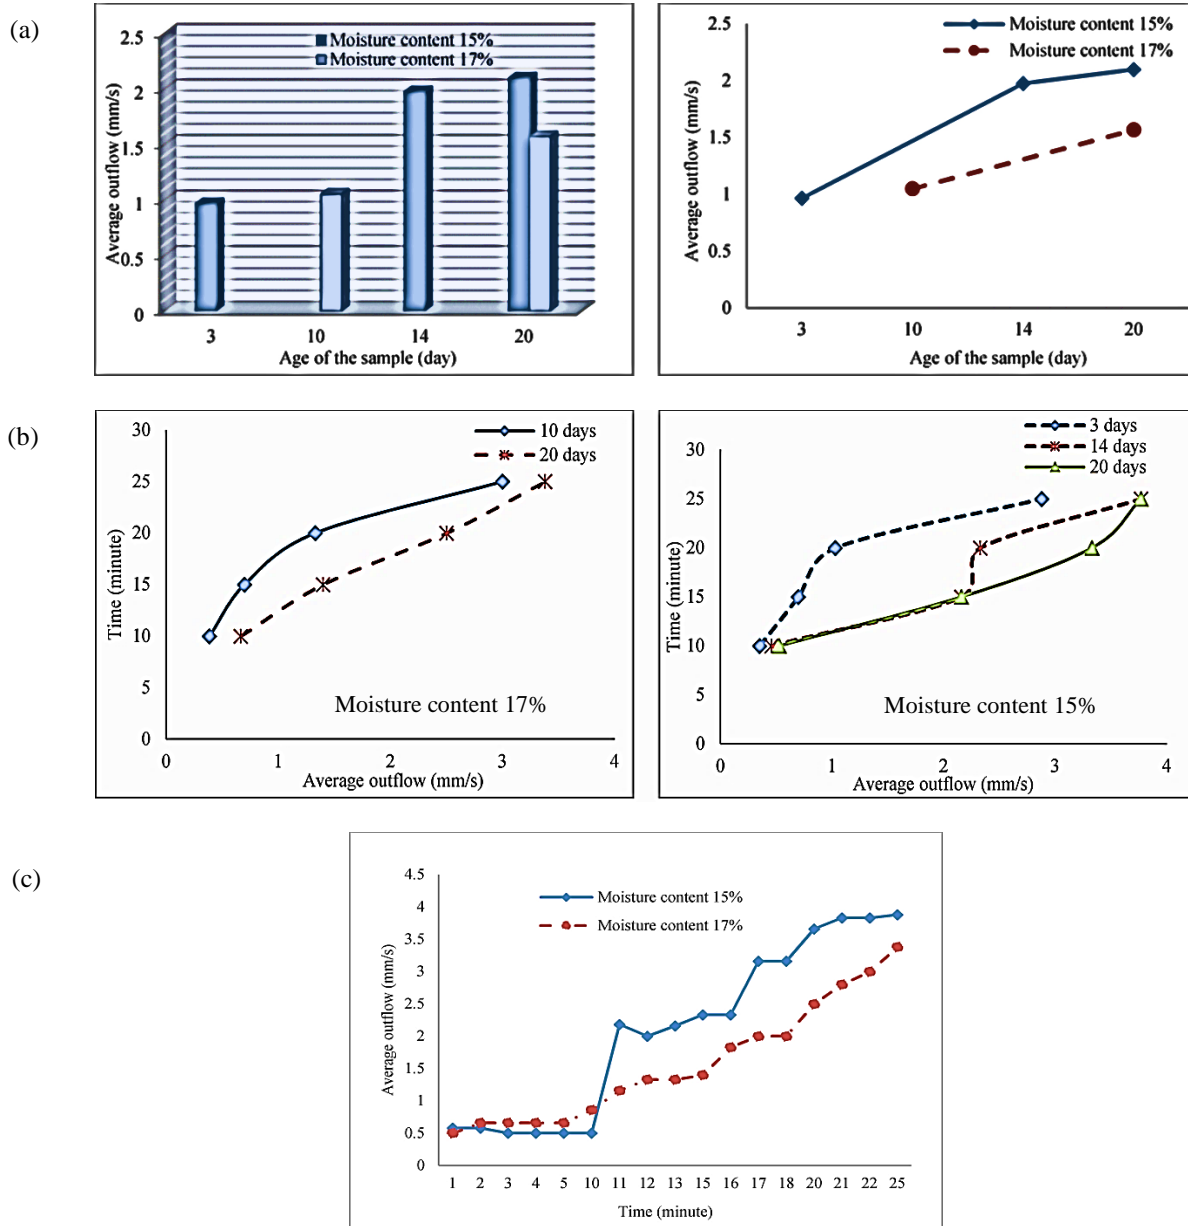 (a)
2.5
2
1.5
1
0.5
0
Average outflow (mm/s)
Moisture content 15%
Moisture content 17%
3 10 14 20
Age of the sample (day)
2.5
2
1.5
1
0.5
0
Average outflow (mm/s)
Moisture content 15%
Moisture content 17%
3 10 14 20
Age of the sample (day)
(b)
30
25
20
15
10
5
0
Time (minute)
10 days
20 days
Moisture content 17%
0 1 2 3 4
Average outflow (mm/s)
30
25
20
15
10
5
0
Time (minute)
3 days
14 days
20 days
Moisture content 15%
0 1 2 3 4
Average outflow (mm/s)
(c)
4.5
4
3.5
3
2.5
2
1.5
1
0.5
0
Average outflow (mm/s)
Moisture content 15%
Moisture content 17%
1 2 3 4 5 10 11 12 13 15 16 17 18 20 21 22 25
Time (minute)